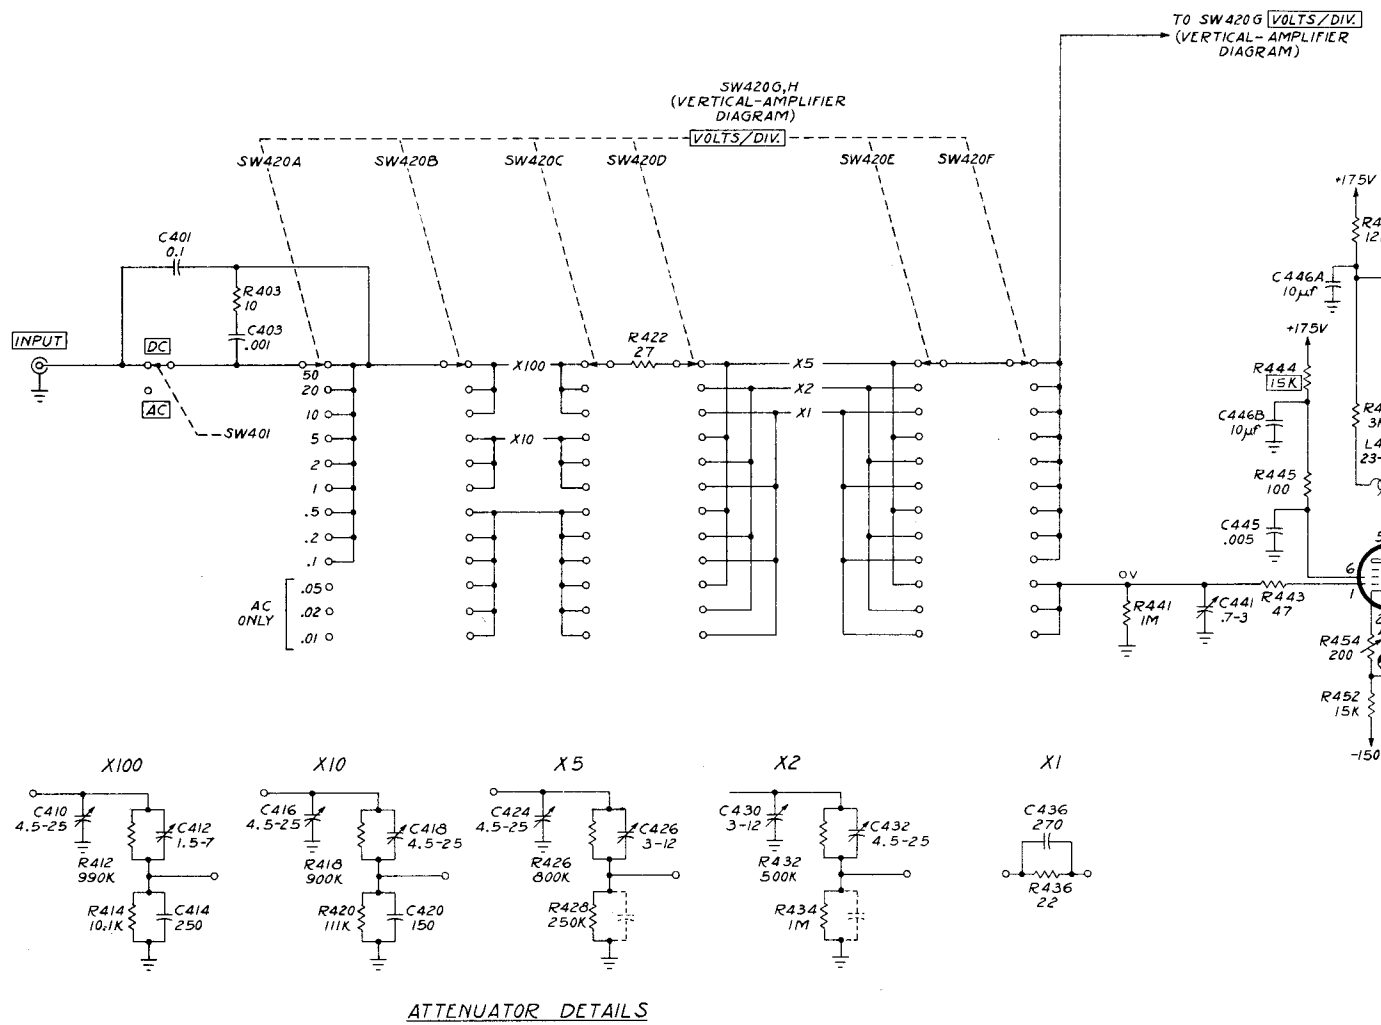 TO SW420G VOLTS/DIV.
(VERTICAL-AMPLIFIER
DIAGRAM)
SW420G,H
(VERTICAL-AMPLIFIER
DIAGRAM)
VOLTS/DIV.
SW420A
SW420B
SW420C
SW420D
SW420E
SW420F
+175V
C401
0.1
R403
10
C403
.001
INPUT
DC
AC
SW401
50
20
10
5
2
1
.5
.2
.1
AC
ONLY
.05
.02
.01
X100
X10
R422
27
X5
X2
X1
C446A
10μf
+175V
R444
15K
C446B
10μf
R445
100
C445
.005
6
1
0V
R441
1M
C441
.7-3
R443
47
R454
200
R452
15K
-150
X100
C410
4.5-25
C412
1.5-7
R412
990K
R414
10.1K
C414
250
X10
C416
4.5-25
C418
4.5-25
R418
900K
R420
111K
C420
150
X5
C424
4.5-25
C426
3-12
R426
800K
R428
250K
X2
C430
3-12
C432
4.5-25
R432
500K
R434
1M
X1
C436
270
R436
22
ATTENUATOR DETAILS